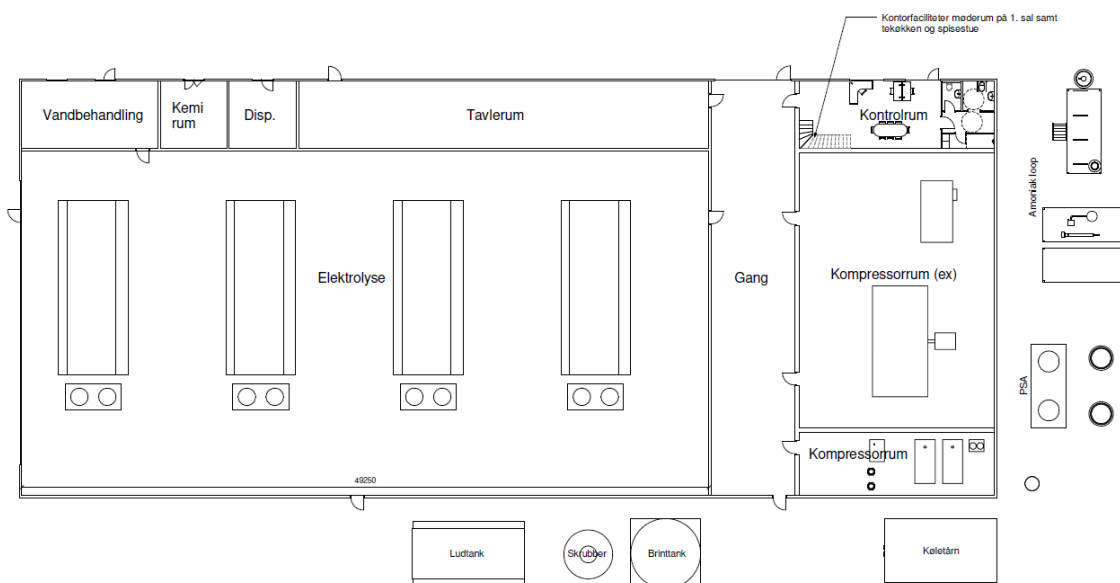 Kontorfaciliteter møderum på 1. sal samt
tekøkken og spisestue
Vandbehandling
Kemi
rum
Disp.
Tavlerum
Kontrolrum
Amoniak loop
Elektrolyse
Gang
Kompressorrum (ex)
PSA
Kompressorrum
49250
Ludtank
Skrubber
Brinttank
Køletårn